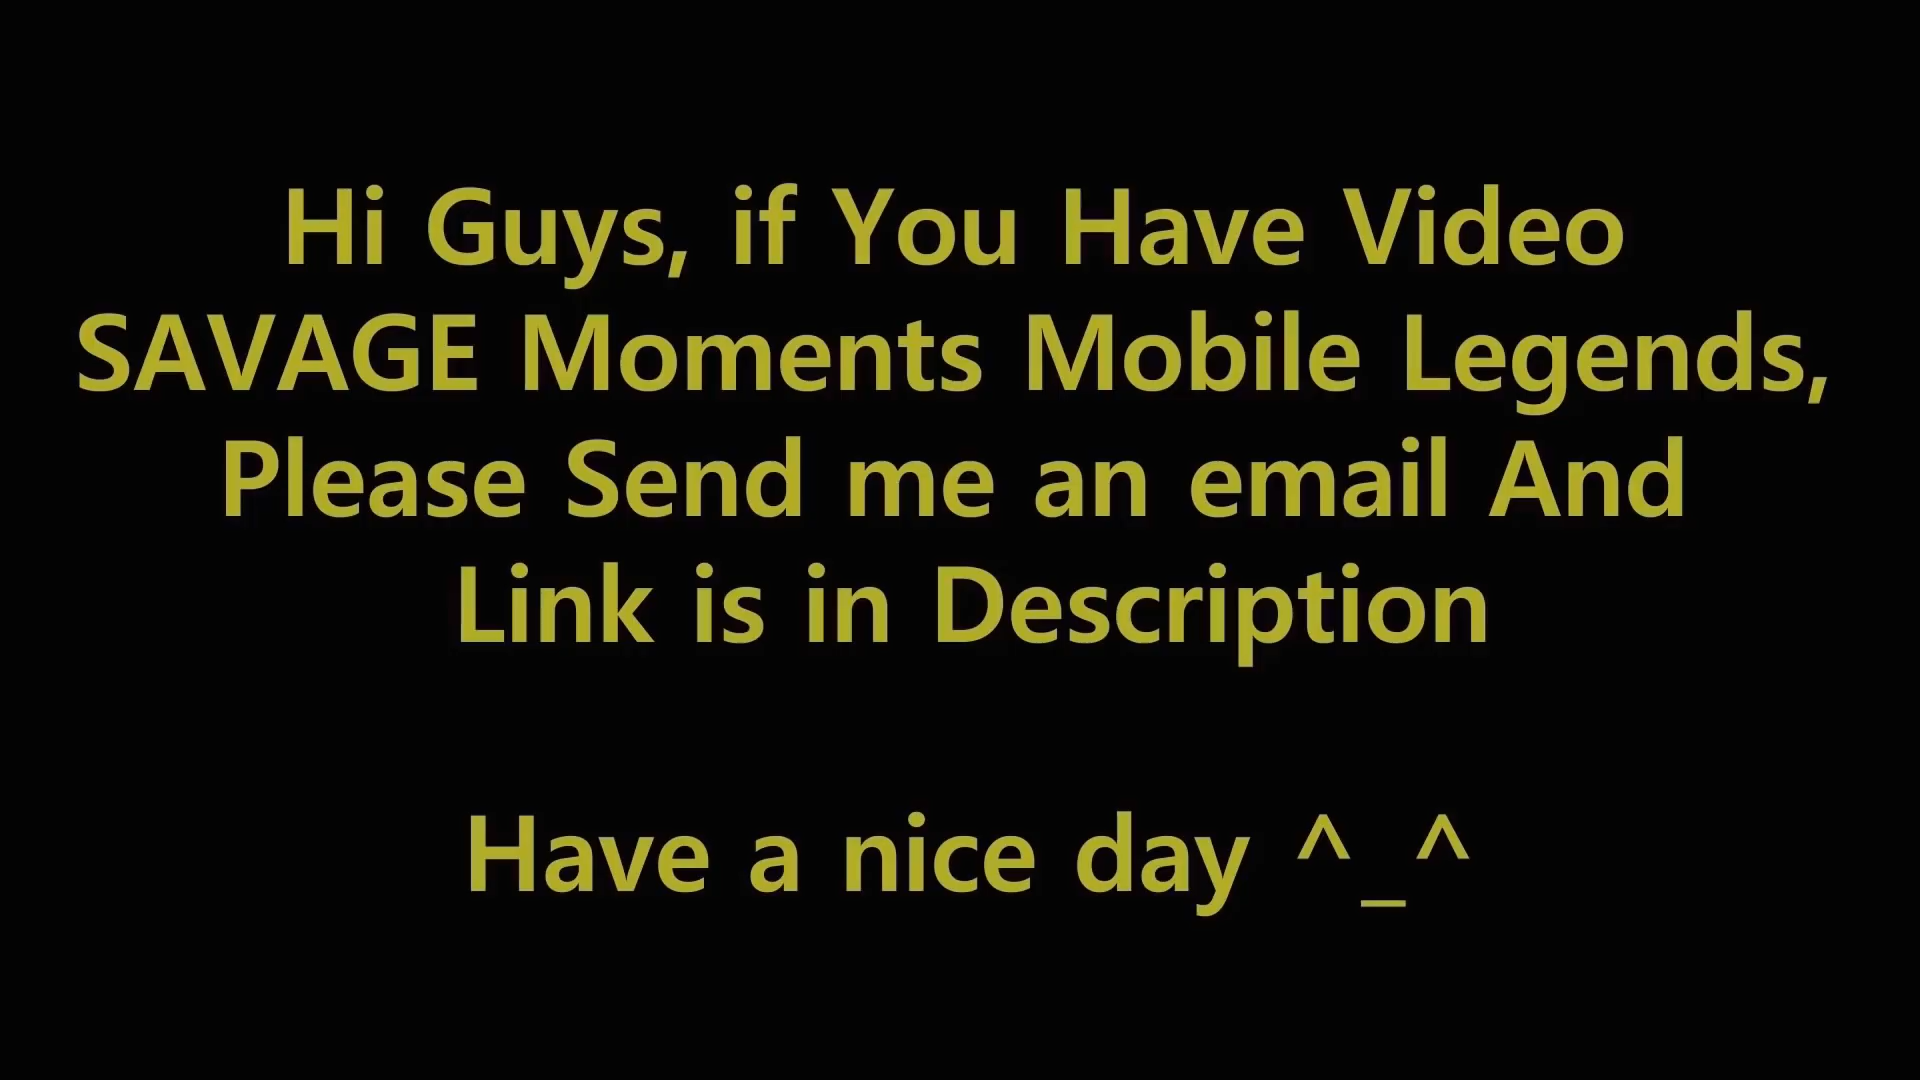 Hi Guys, if You Have Video
SAVAGE Moments Mobile Legends,
Please Send me an email And
Link is in Description
Have a nice day ^_^